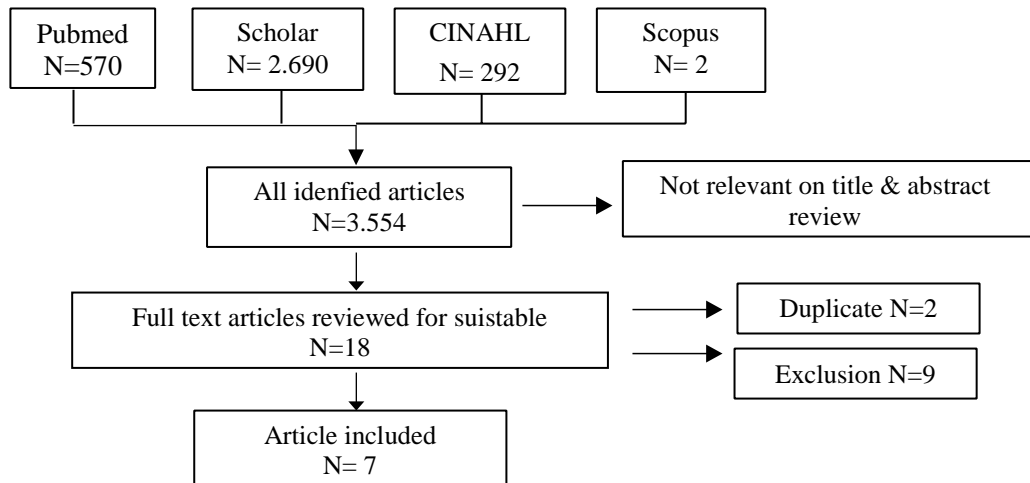 Pubmed
N=570
Scholar
N= 2.690
CINAHL
N= 292
Scopus
N= 2
All idenfied articles
N=3.554
Not relevant on title & abstract
review
Full text articles reviewed for suistable
N=18
Duplicate N=2
Exclusion N=9
Article included
N= 7